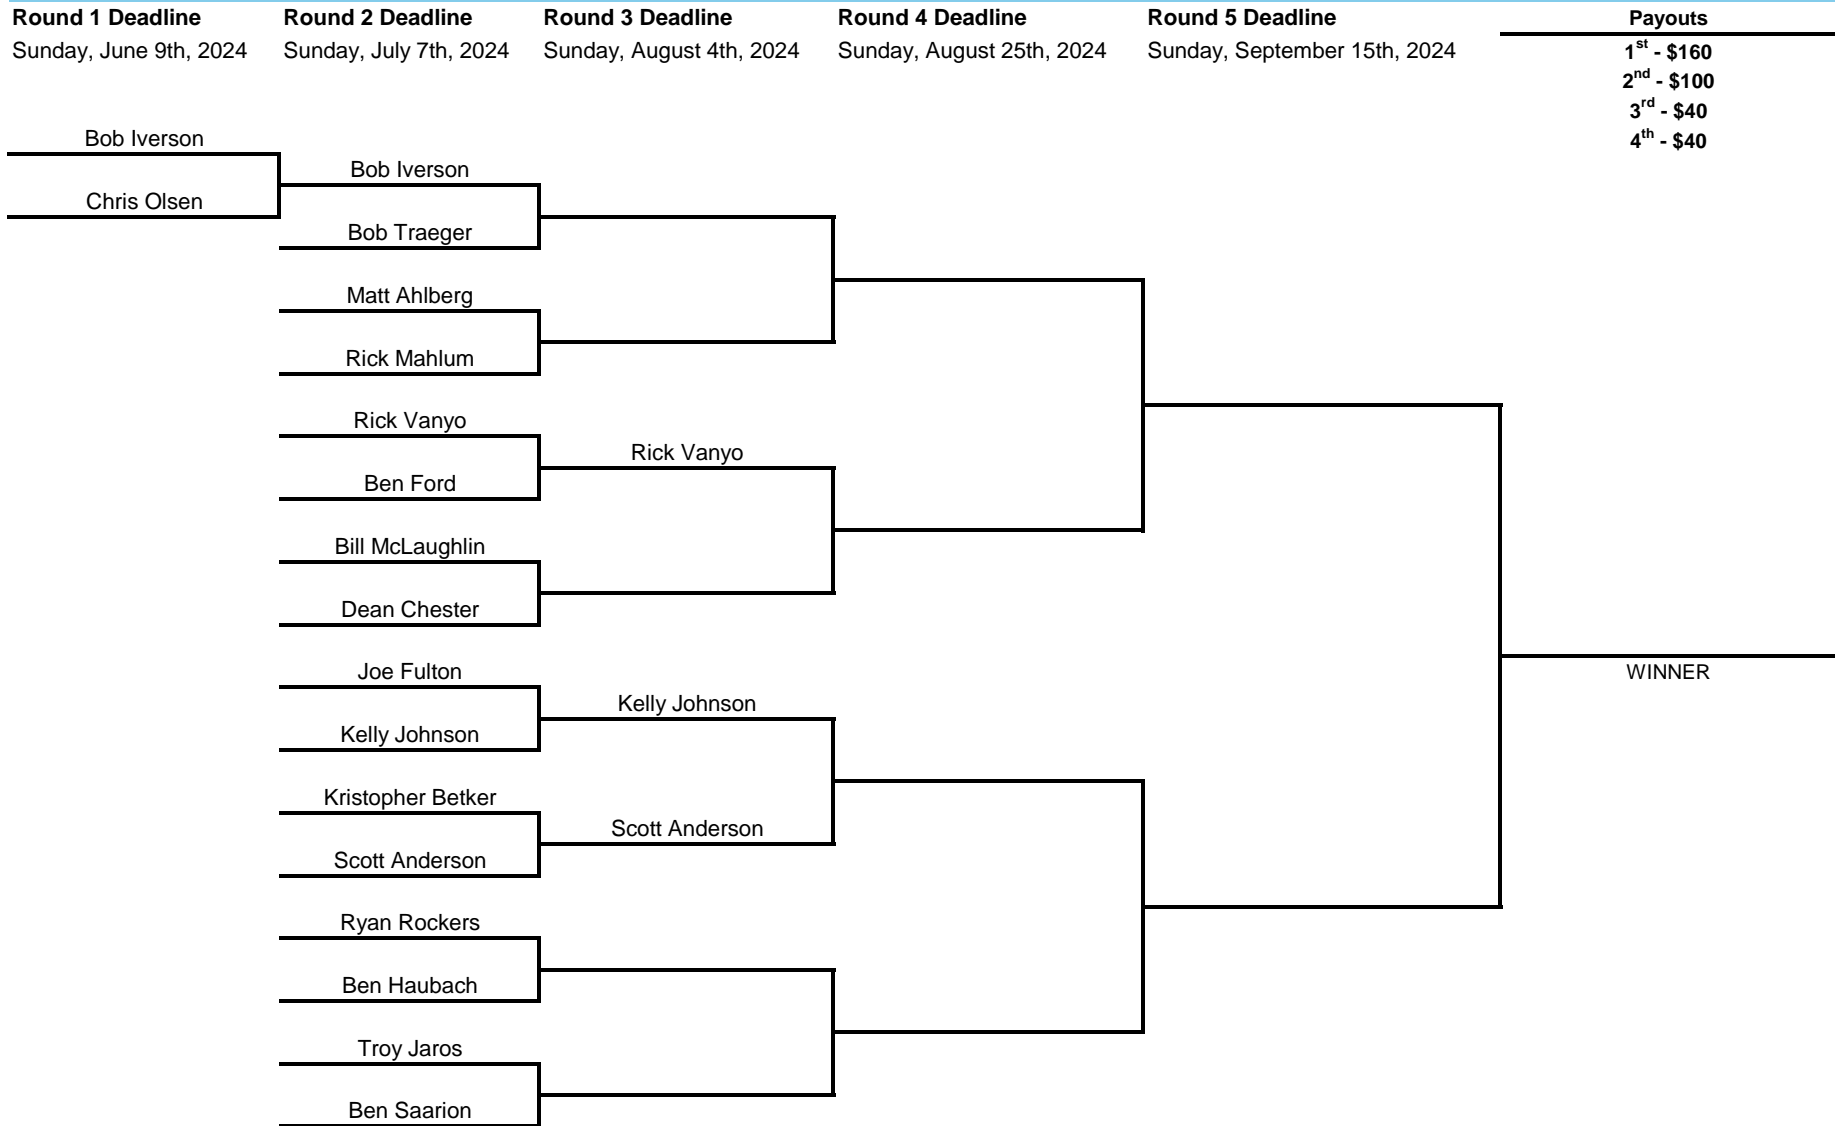 Round 1 Deadline Round 2 Deadline Round 3 Deadline Round 4 Deadline Round 5 Deadline Payouts
Sunday, June 9th, 2024 Sunday, July 7th, 2024 Sunday, August 4th, 2024 Sunday, August 25th, 2024 Sunday, September 15th, 2024
1st - $160
2nd - $100
3rd - $40
4th - $40
Bob Iverson
Bob Iverson
Chris Olsen
Bob Traeger
Matt Ahlberg
Rick Mahlum
Rick Vanyo
Rick Vanyo
Ben Ford
Bill McLaughlin
Dean Chester
Joe Fulton
WINNER
Kelly Johnson
Kelly Johnson
Kristopher Betker
Scott Anderson
Scott Anderson
Ryan Rockers
Ben Haubach
Troy Jaros
Ben Saarion